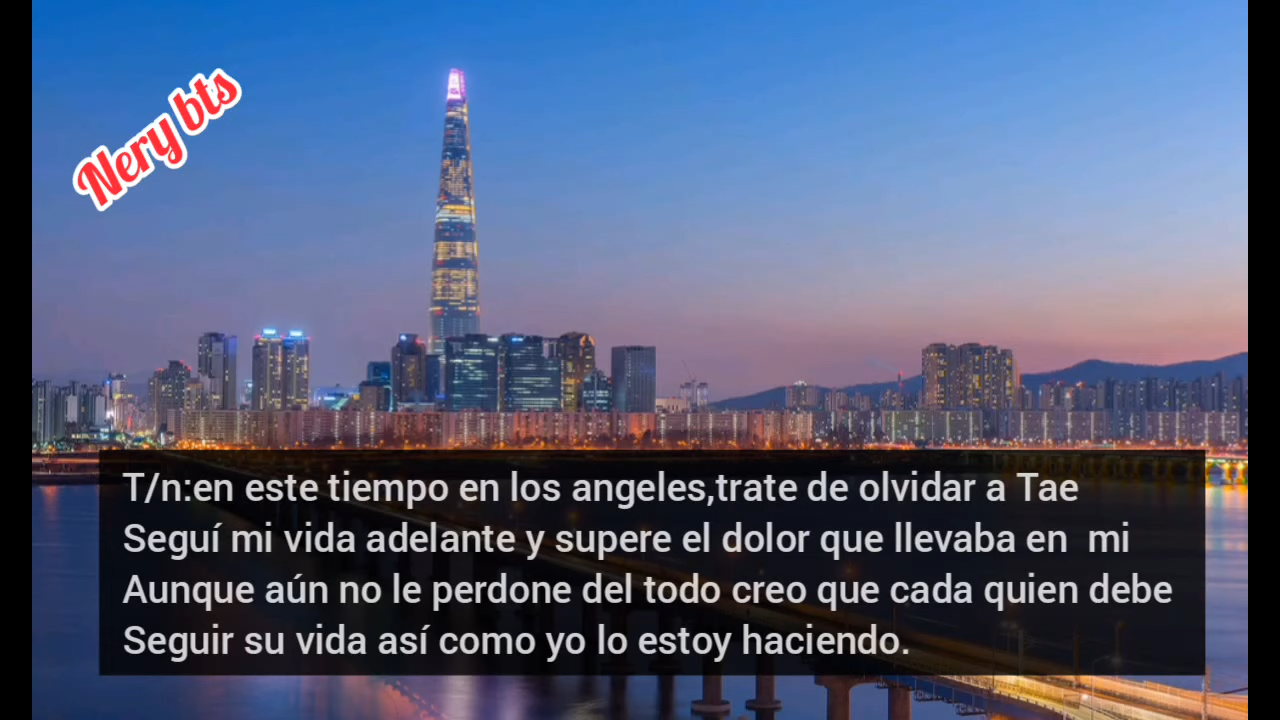 Nery bts
T/n:en este tiempo en los angeles,trate de olvidar a Tae
Seguí mi vida adelante y supere el dolor que llevaba en  mi
Aunque aún no le perdone del todo creo que cada quien debe
Seguir su vida así como yo lo estoy haciendo.